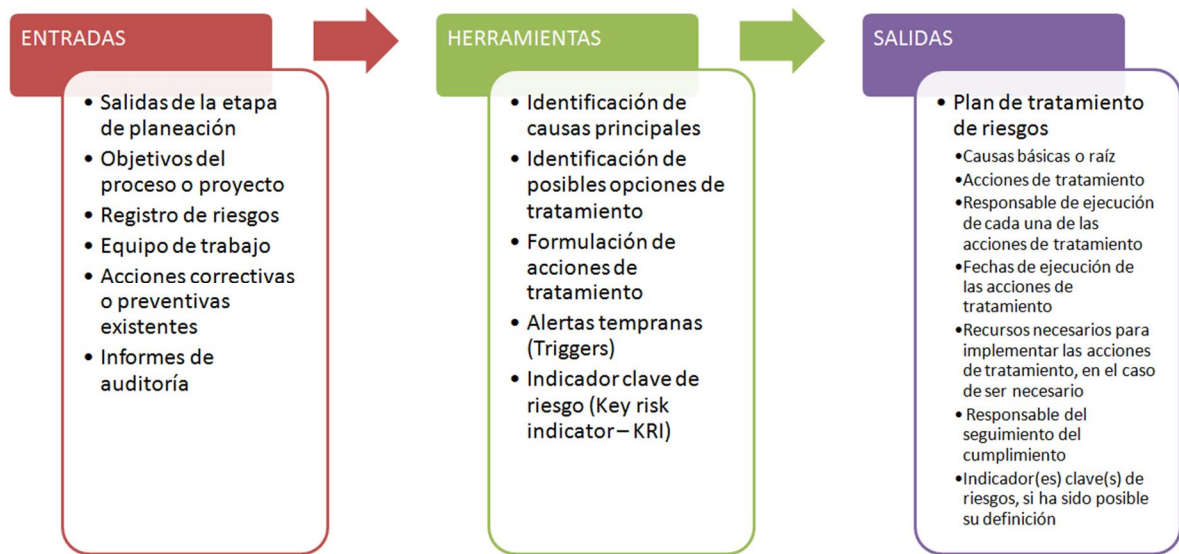 ENTRADAS
• Salidas de la etapa
de planeación
• Objetivos del
proceso o proyecto
• Registro de riesgos
• Equipo de trabajo
• Acciones correctivas
o preventivas
existentes
• Informes de
auditoría
HERRAMIENTAS
• Identificación de
causas principales
• Identificación de
posibles opciones de
tratamiento
• Formulación de
acciones de
tratamiento
• Alertas tempranas
(Triggers)
• Indicador clave de
riesgo (Key risk
indicator – KRI)
SALIDAS
• Plan de tratamiento
de riesgos
•Causas básicas o raíz
•Acciones de tratamiento
•Responsable de ejecución
de cada una de las
acciones de tratamiento
•Fechas de ejecución de
las acciones de
tratamiento
•Recursos necesarios para
implementar las acciones
de tratamiento, en el caso
de ser necesario
• Responsable del
seguimiento del
cumplimiento
•Indicador(es) clave(s) de
riesgos, si ha sido posible
su definición